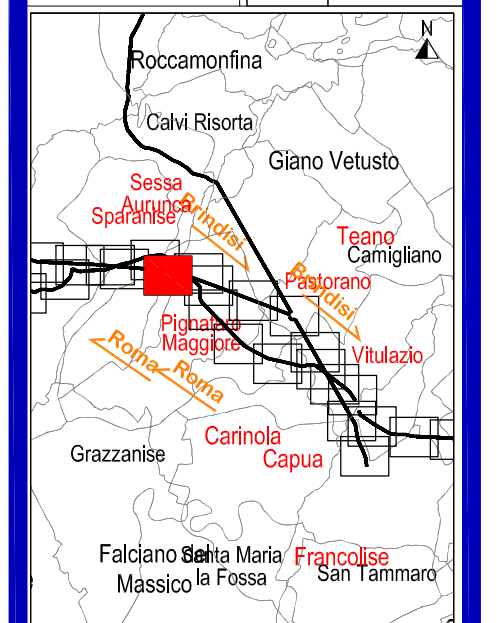 N
Roccamonfina
Calvi Risorta
Giano Vetusto
Sessa
Aurunca
Sparanise
Brindisi
Teano
Camigliano
Pastorano
Brindisi
Pignataro
Maggiore
Roma
Roma
Vitulazio
Carinola
Capua
Grazzanise
Falciano del
Massico
Santa Maria
la Fossa
Francolise
San Tammaro